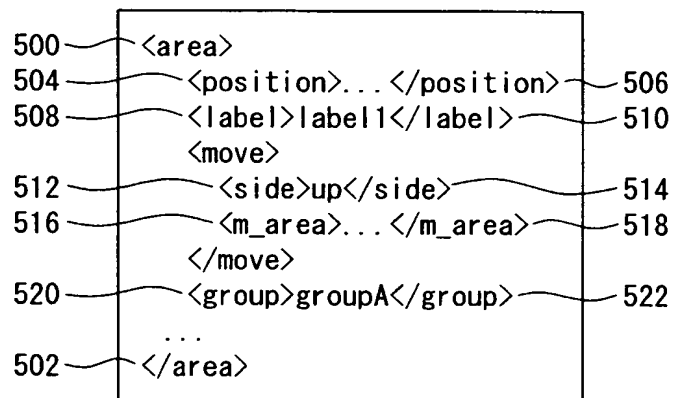 500 <area>
504 <position>...</position> 506
508 <label>label1</label> 510
<move>
512 <side>up</side> 514
516 <m_area>...</m_area> 518
</move>
520 <group>groupA</group> 522
...
502 </area>